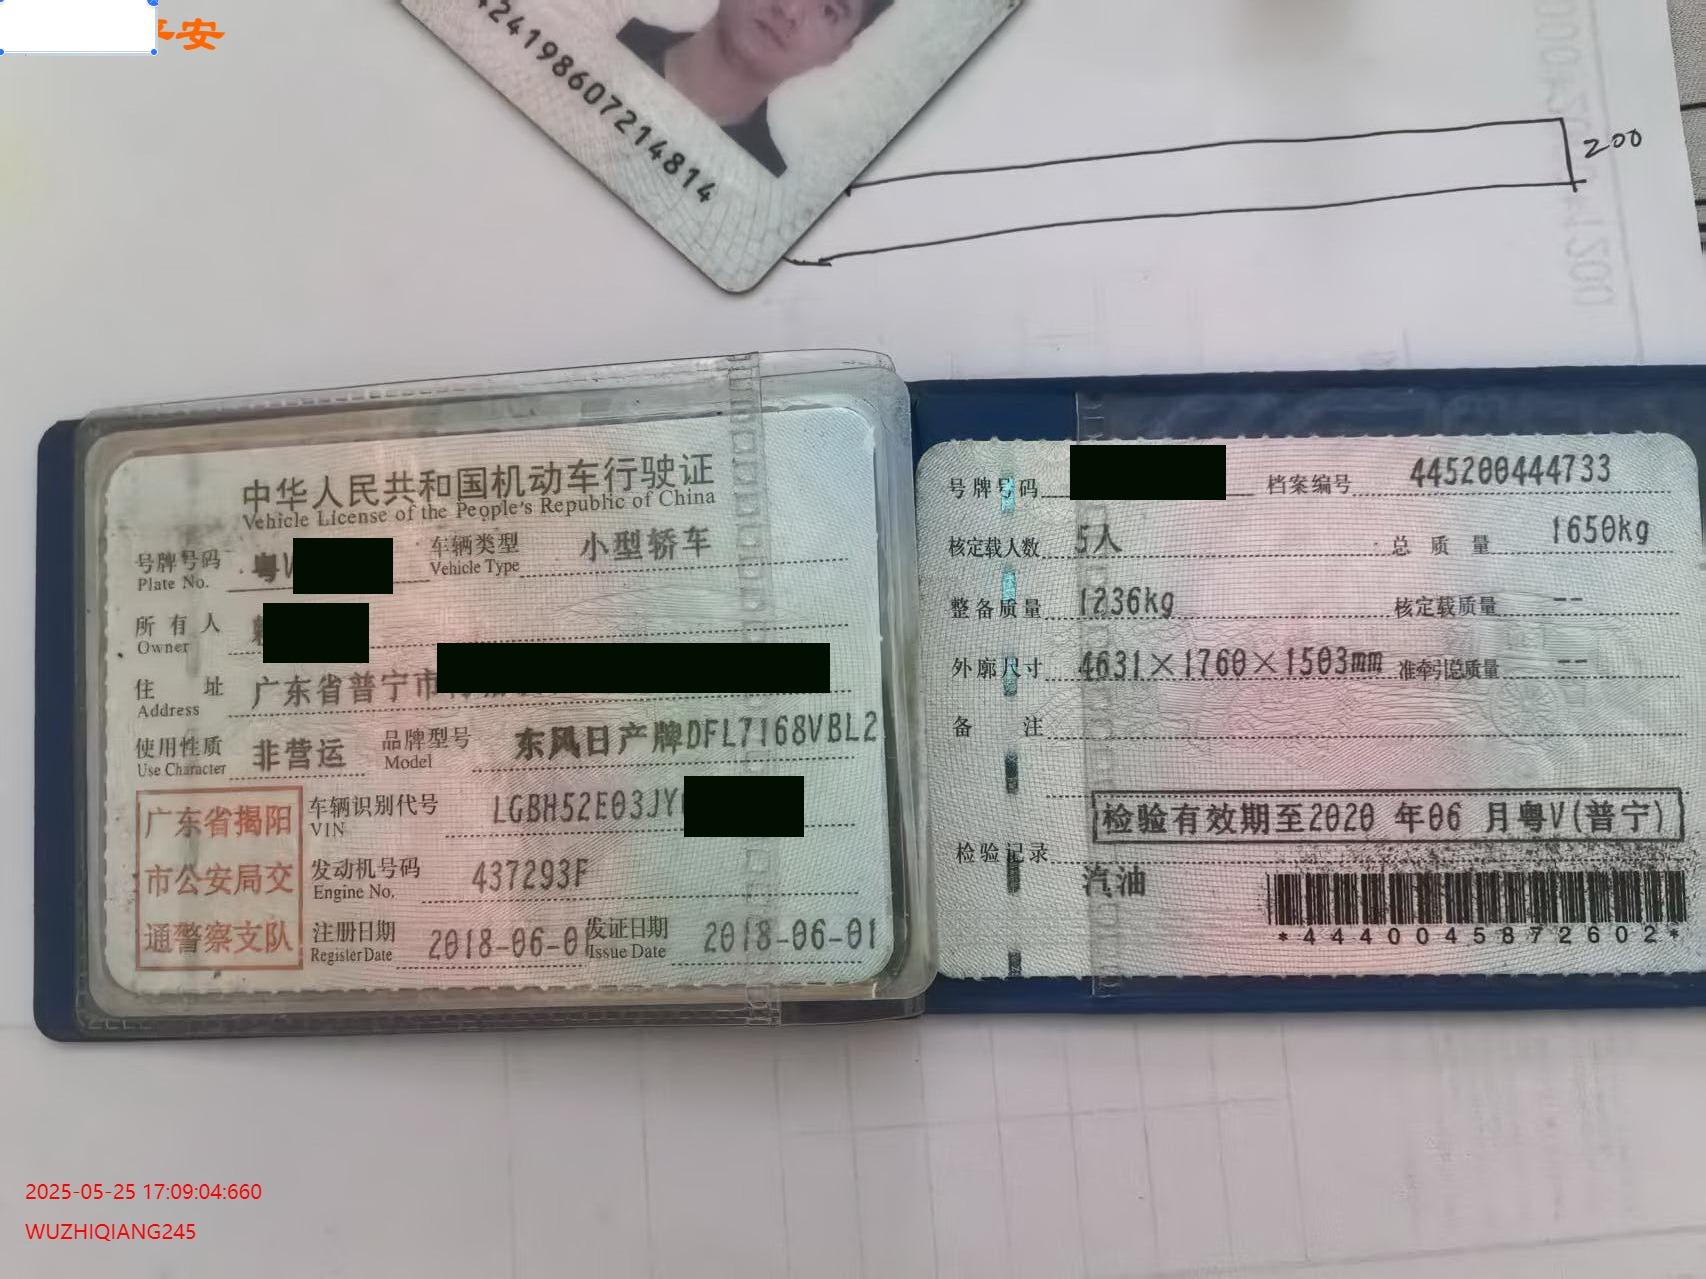 安
424198607214814
200
中华人民共和国机动车行驶证
Vehicle License of the People's Republic of China
号牌号码 粤V 车辆类型 小型轿车
Plate No. Vehicle Type
所有人
Owner
住址 广东省普宁市
Address
使用性质 非营运 品牌型号 东风日产牌DFL7168VBL2
Use Character Model
车辆识别代号 LGBH52E03JY
VIN
发动机号码 437293F
Engine No.
注册日期 2018-06-01 发证日期 2018-06-01
Register Date Issue Date
广东省揭阳
市公安局交
通警察支队
号牌号码 档案编号 445200444733
核定载人数 5人 总质量 1650kg
整备质量 1236kg 核定载质量 --
外廓尺寸 4631×1760×1503mm 准牵引总质量 --
备注
检验有效期至2020 年06 月粤V(普宁)
检验记录
汽油
*4440045872602*
2025-05-25 17:09:04:660
WUZHIQIANG245